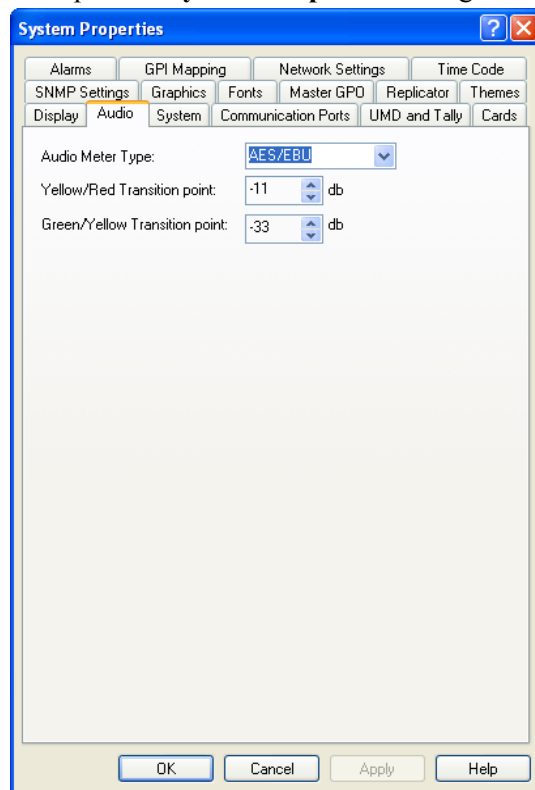 System Properties
Alarms GPI Mapping Network Settings Time Code
SNMP Settings Graphics Fonts Master GPO Replicator Themes
Display Audio System Communication Ports UMD and Tally Cards
Audio Meter Type: AES/EBU
Yellow/Red Transition point: -11 db
Green/Yellow Transition point: -33 db
OK Cancel Apply Help